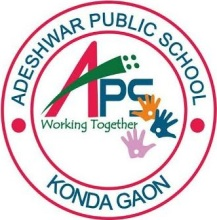 ADESHWAR PUBLIC SCHOOL
APS
Working Together
KONDA GAON